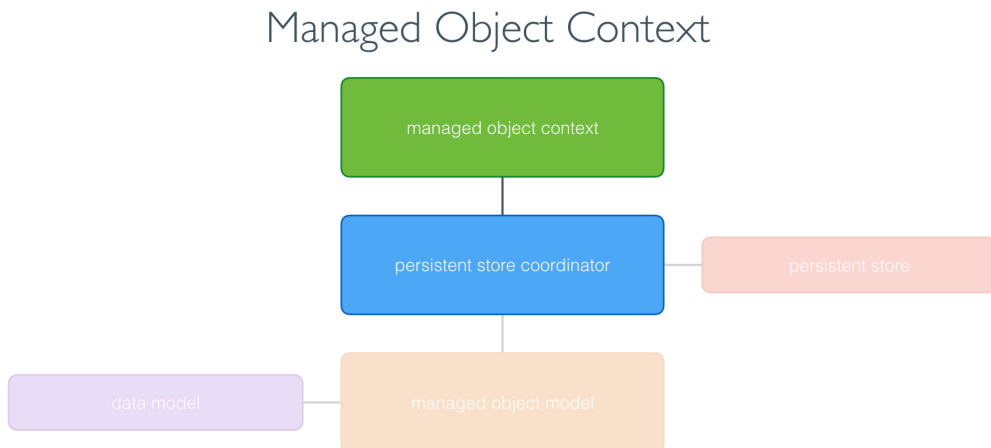 Managed Object Context
managed object context
persistent store coordinator
persistent store
data model
managed object model